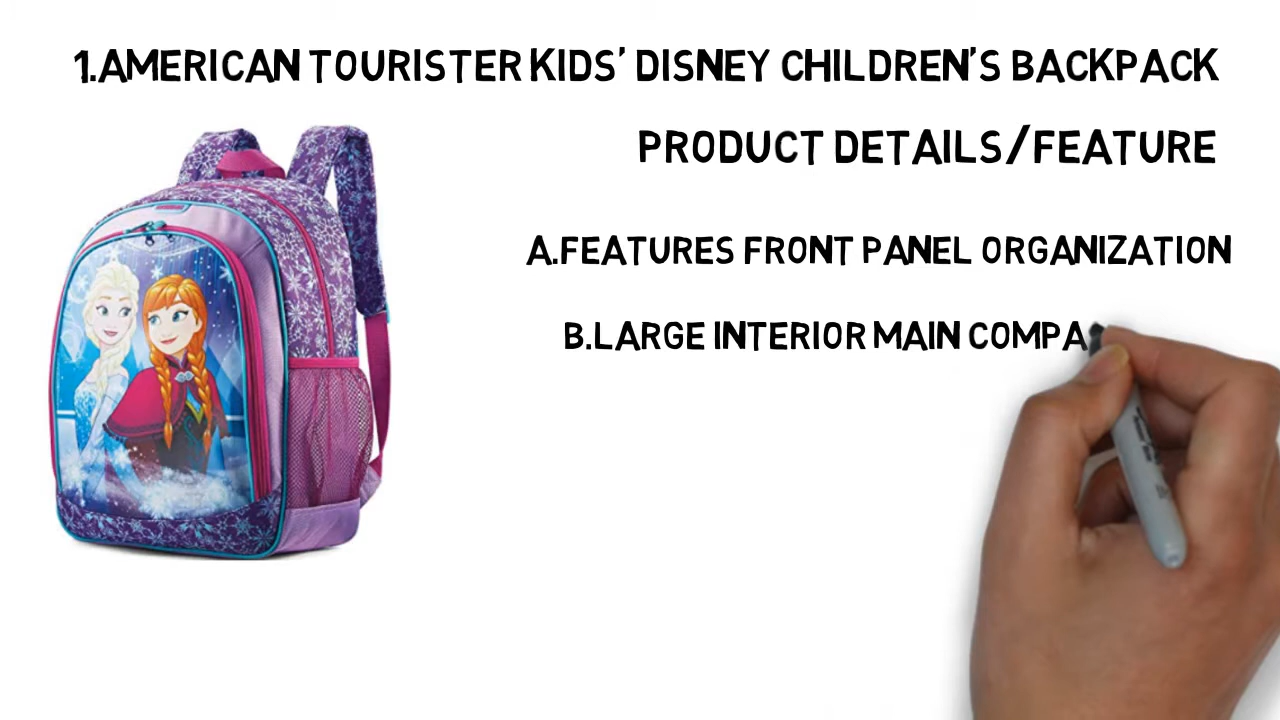 1.AMERICAN TOURISTER KIDS' DISNEY CHILDREN'S BACKPACK
PRODUCT DETAILS/FEATURE
A.FEATURES FRONT PANEL ORGANIZATION
B.LARGE INTERIOR MAIN COMPA